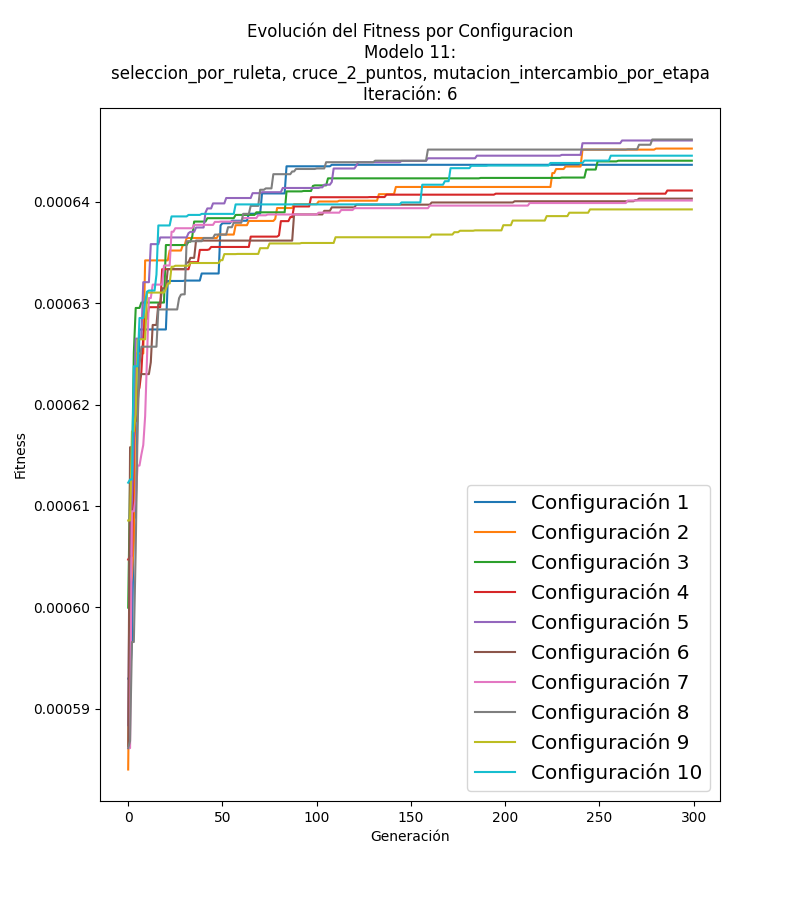 Evolución del Fitness por Configuracion
Modelo 11:
seleccion_por_ruleta, cruce_2_puntos, mutacion_intercambio_por_etapa
Iteración: 6
Fitness
0.00064
0.00063
0.00062
0.00061
0.00060
0.00059
Configuración 1
Configuración 2
Configuración 3
Configuración 4
Configuración 5
Configuración 6
Configuración 7
Configuración 8
Configuración 9
Configuración 10
0 50 100 150 200 250 300
Generación